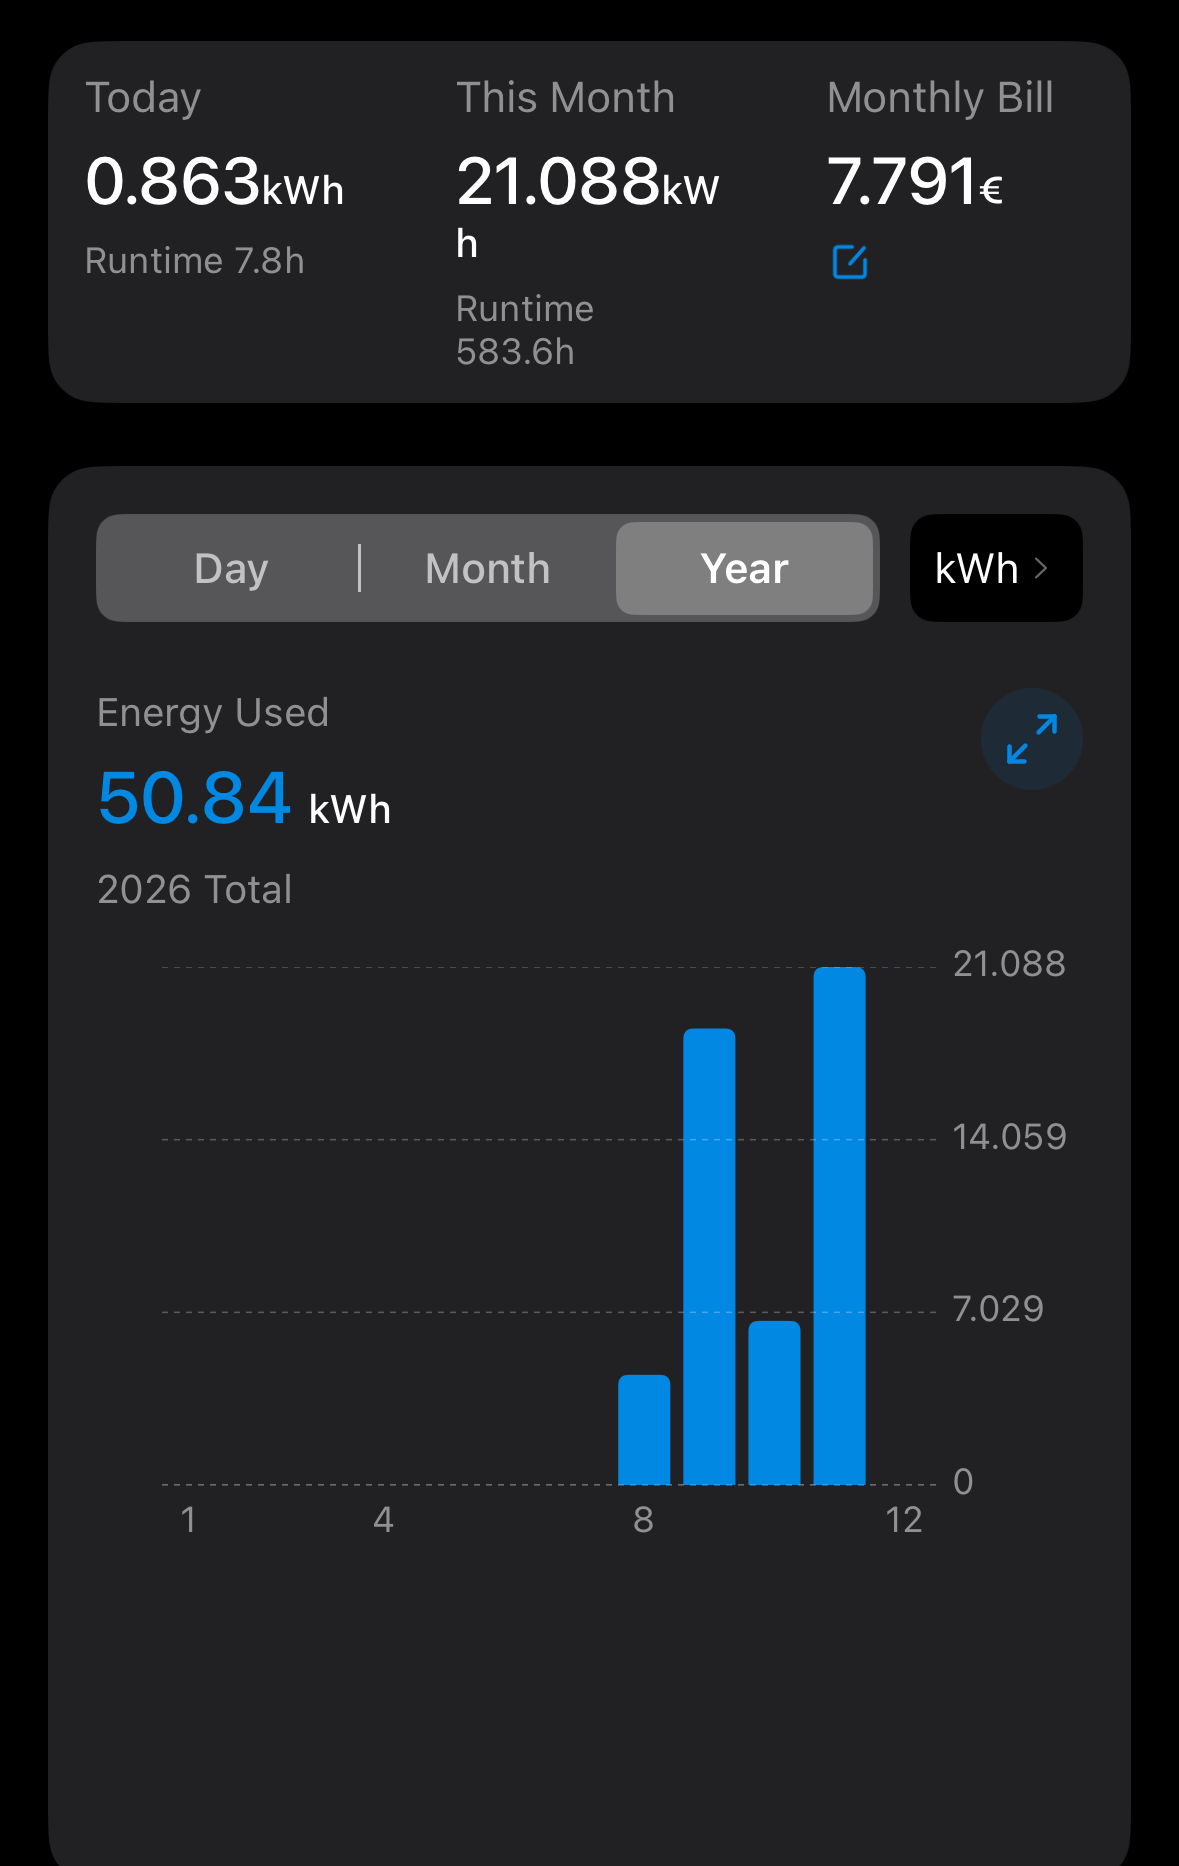 Today
0.863kWh
Runtime 7.8h
This Month
21.088kW
h
Runtime
583.6h
Monthly Bill
7.791€
Day
Month
Year
kWh
Energy Used
50.84 kWh
2026 Total
21.088
14.059
7.029
0
1 4 8 12